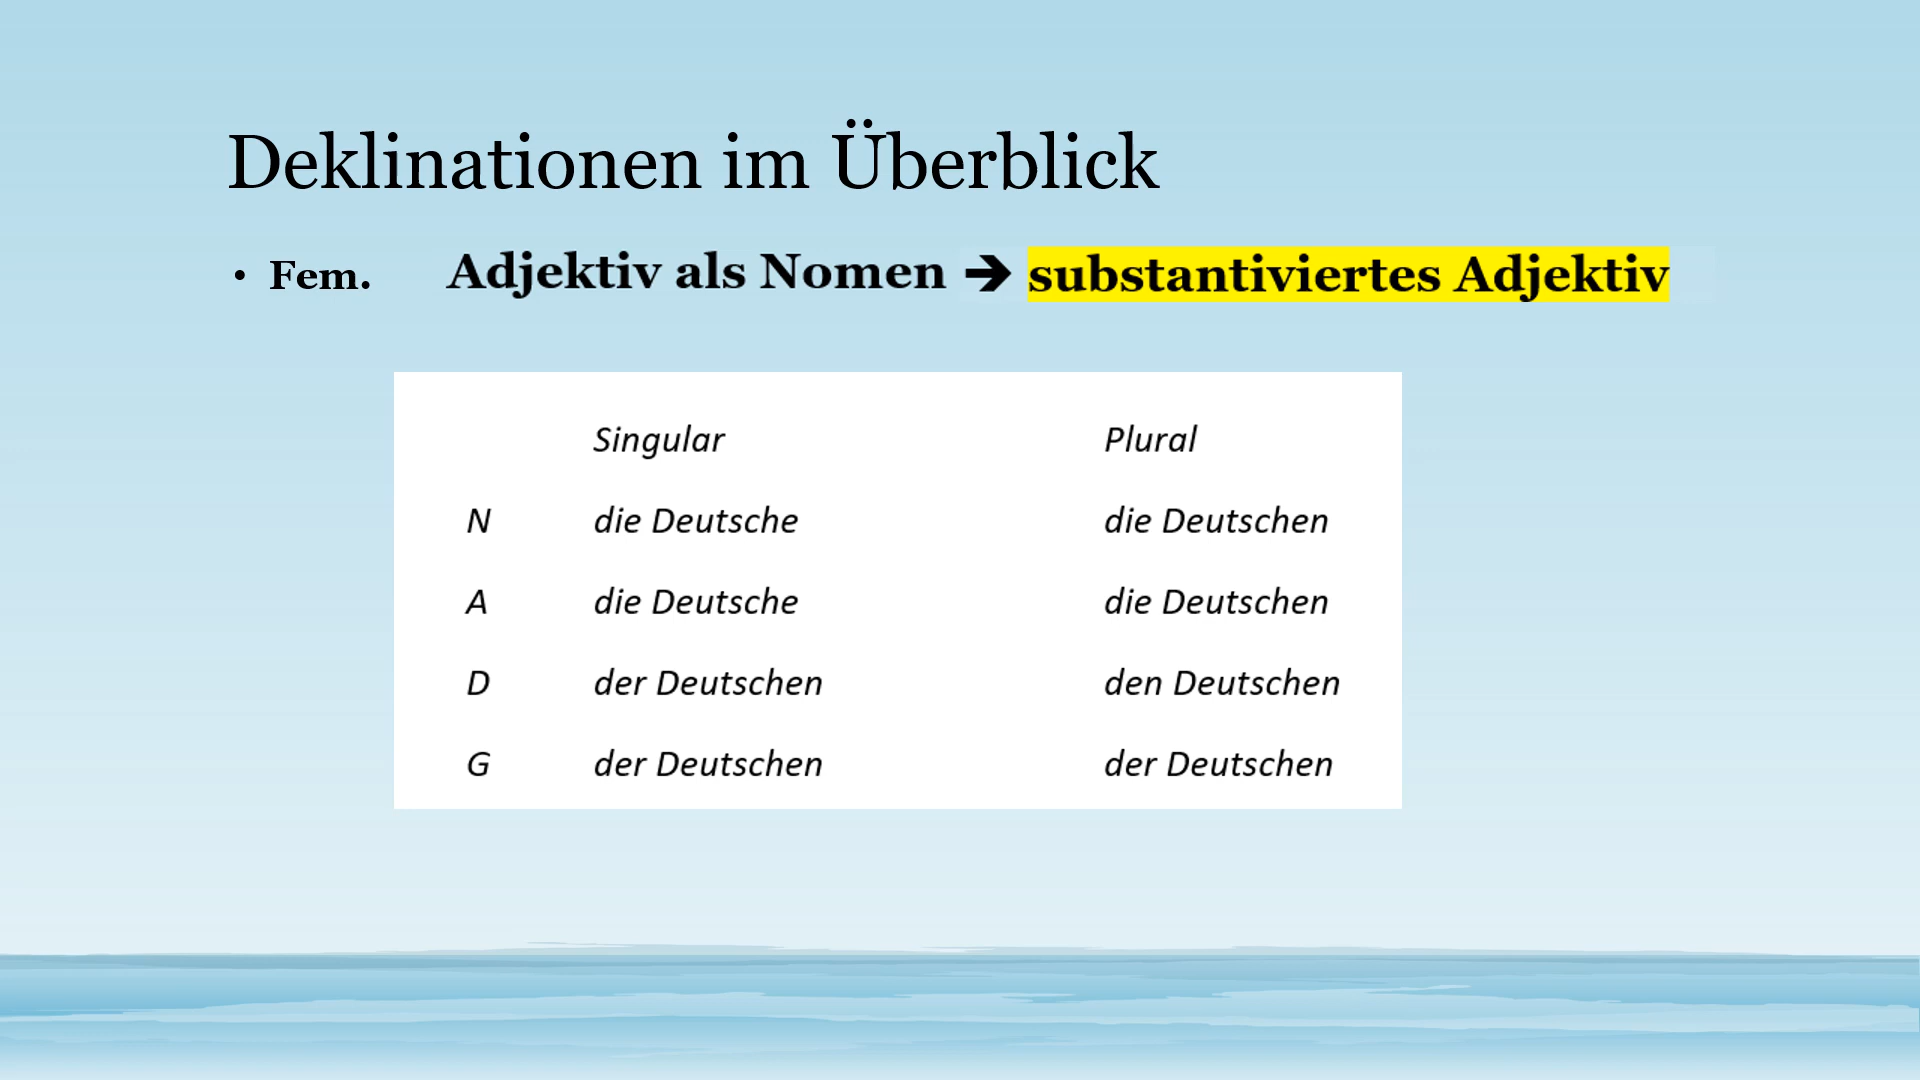 Deklinationen im Überblick
• Fem. Adjektiv als Nomen ➔ substantiviertes Adjektiv
Singular Plural
N die Deutsche die Deutschen
A die Deutsche die Deutschen
D der Deutschen den Deutschen
G der Deutschen der Deutschen